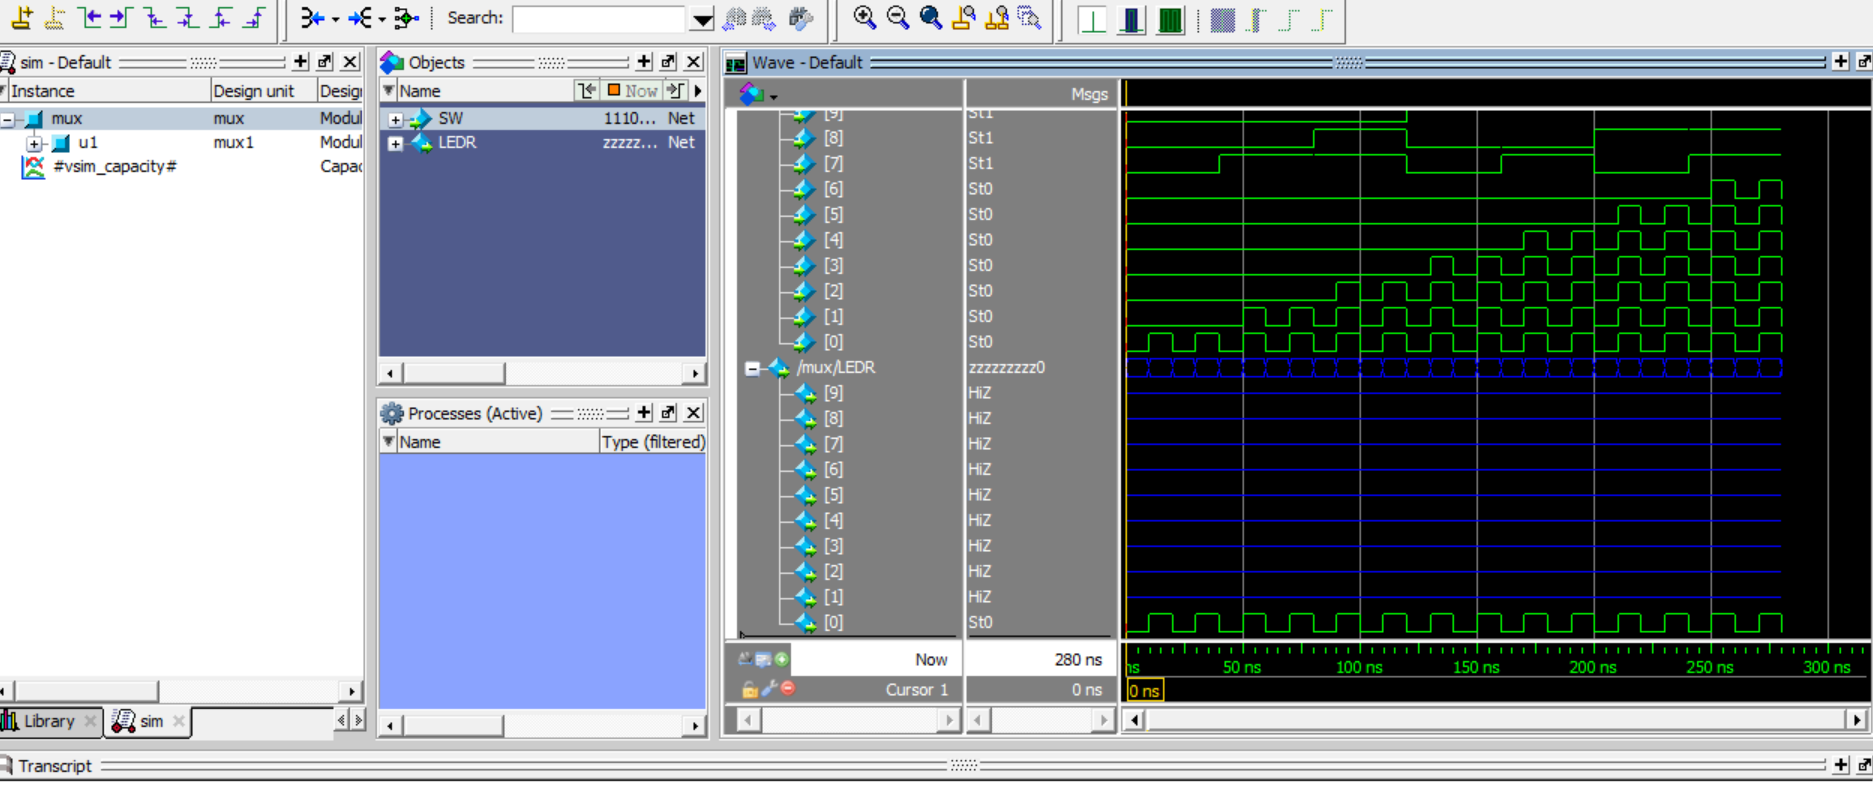 Search:
sim - Default
Instance Design unit Desig
mux mux Modul
u1 mux1 Modul
#vsim_capacity# Capac
Library sim
Objects
Name Now
SW 1110... Net
LEDR zzzzz... Net
Processes (Active)
Name Type (filtered)
Wave - Default
Msgs
[9] St1
[8] St1
[7] St1
[6] St0
[5] St0
[4] St0
[3] St0
[2] St0
[1] St0
[0] St0
/mux/LEDR zzzzzzzzz0
[9] HiZ
[8] HiZ
[7] HiZ
[6] HiZ
[5] HiZ
[4] HiZ
[3] HiZ
[2] HiZ
[1] HiZ
[0] St0
Now 280 ns
ns 50 ns 100 ns 150 ns 200 ns 250 ns 300 ns
Cursor 1 0 ns
0 ns
Transcript